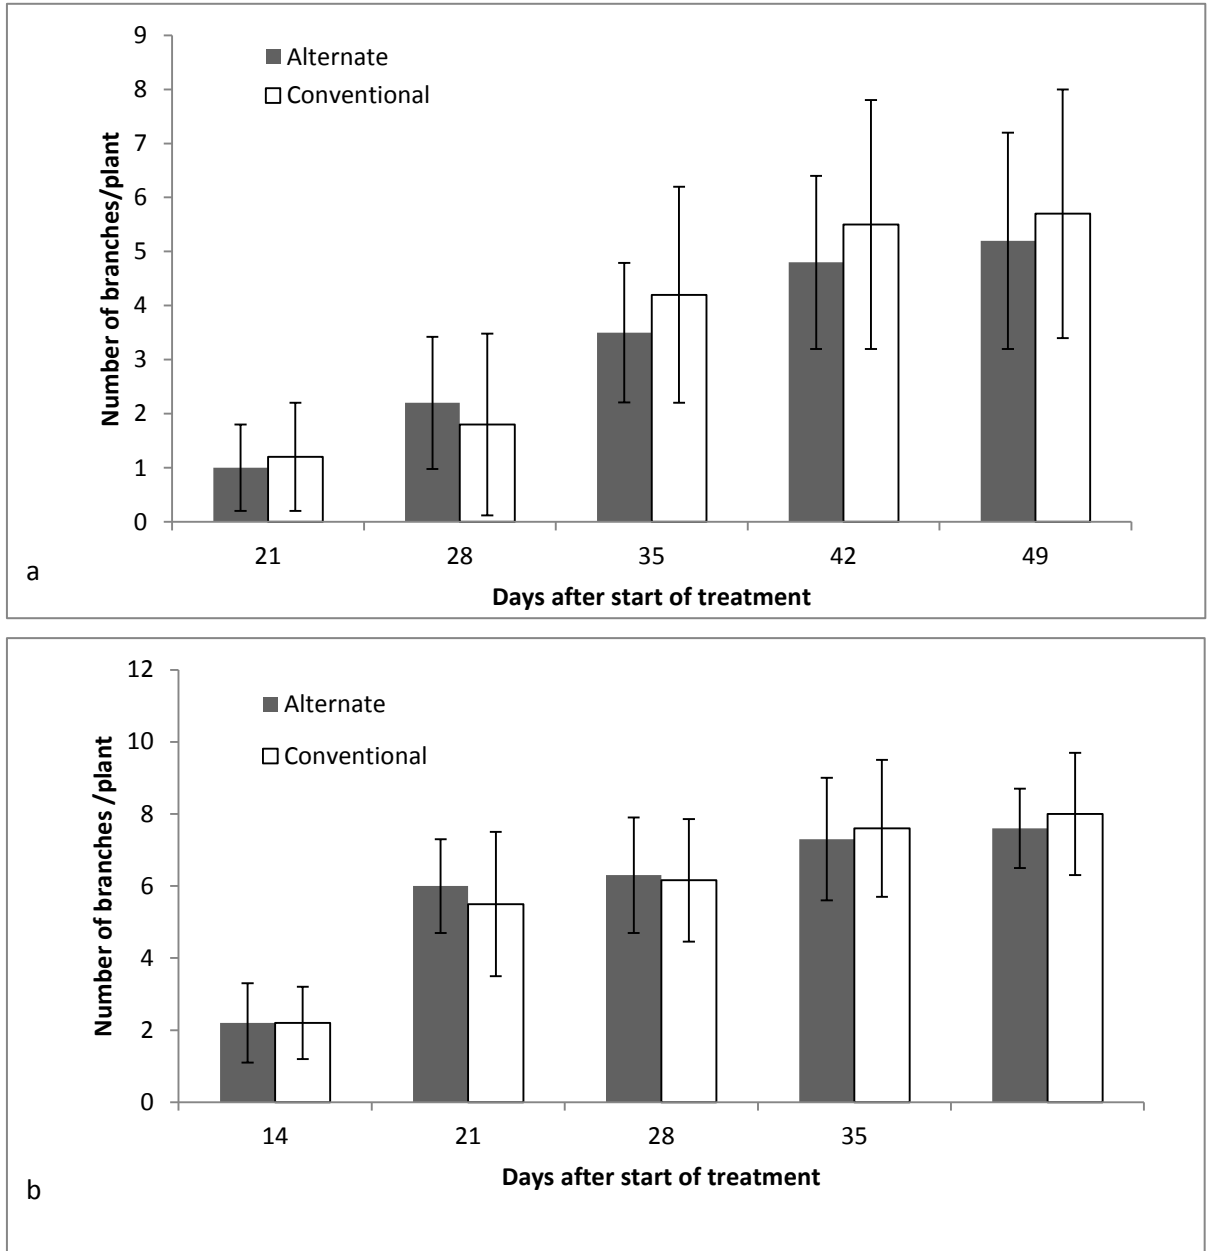 9
8
7
6
5
4
3
2
1
0
Number of branches/plant
Alternate
Conventional
21 28 35 42 49
Days after start of treatment
a
12
10
8
6
4
2
0
Number of branches /plant
Alternate
Conventional
14 21 28 35
Days after start of treatment
b